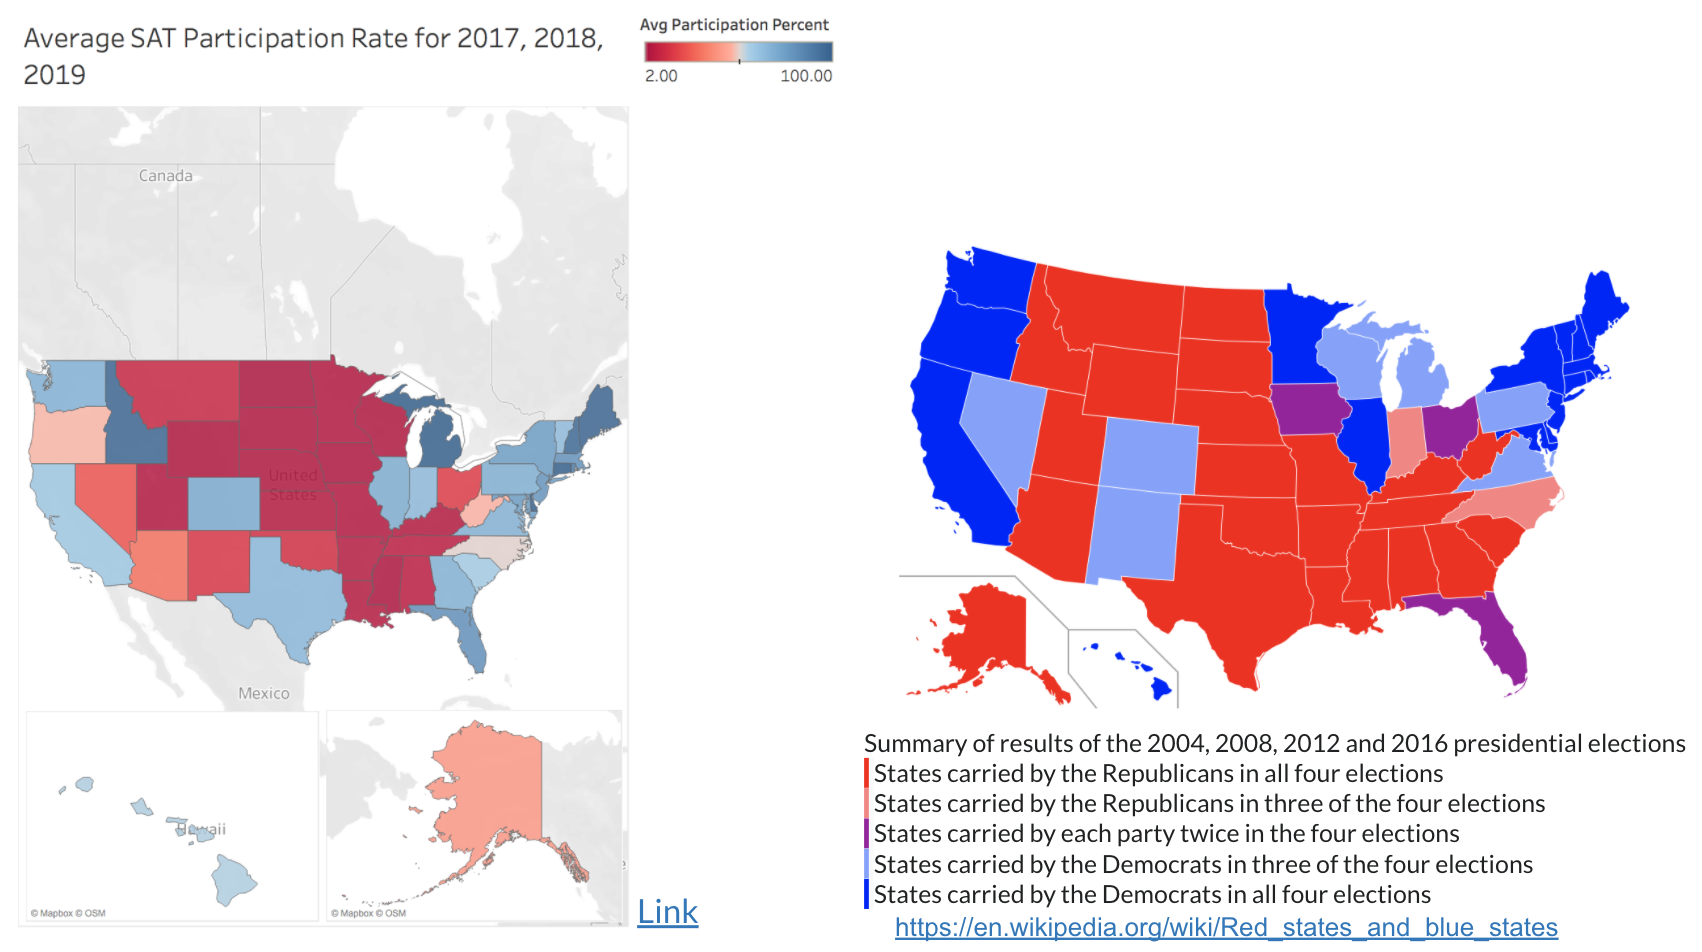 Average SAT Participation Rate for 2017, 2018,
2019
Avg Participation Percent
2.00 100.00
Canada
United
States
Mexico
© Mapbox © OSM
© Mapbox © OSM
Link
Summary of results of the 2004, 2008, 2012 and 2016 presidential elections
States carried by the Republicans in all four elections
States carried by the Republicans in three of the four elections
States carried by each party twice in the four elections
States carried by the Democrats in three of the four elections
States carried by the Democrats in all four elections
https://en.wikipedia.org/wiki/Red_states_and_blue_states